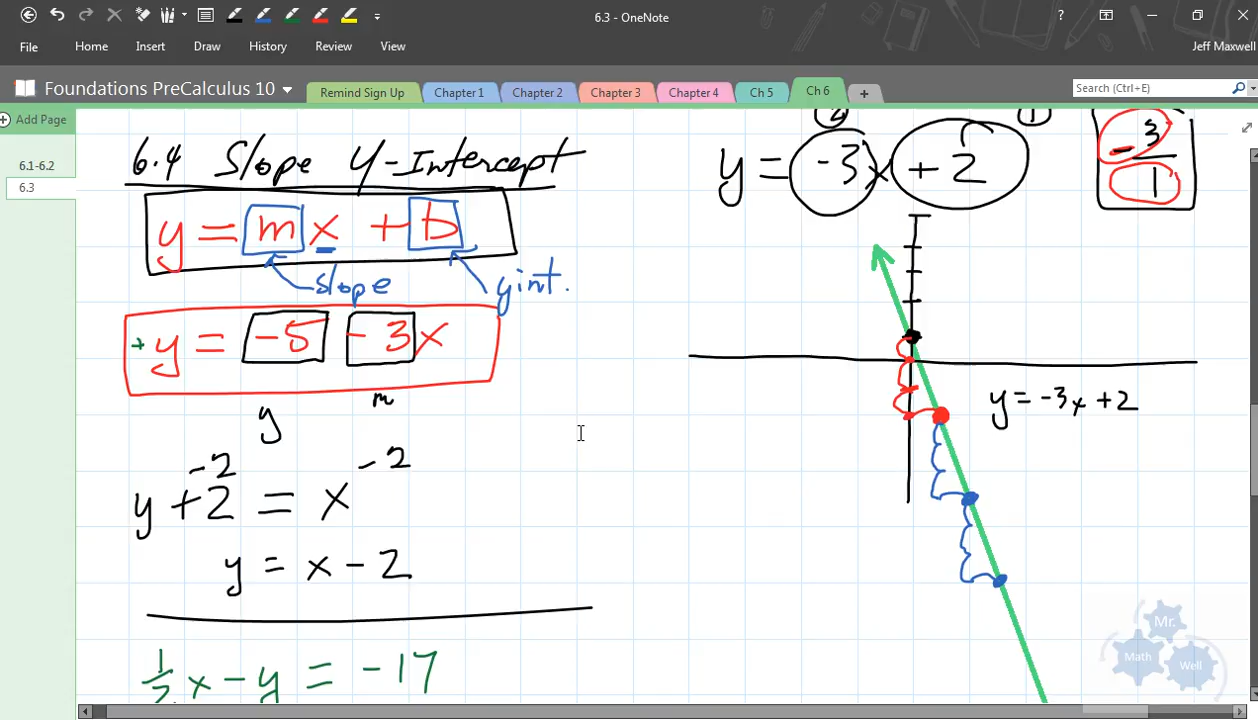 6.3 - OneNote
?
File
Home
Insert
Draw
History
Review
View
Jeff Maxwell
Foundations PreCalculus 10
Remind Sign Up
Chapter 1
Chapter 2
Chapter 3
Chapter 4
Ch 5
Ch 6
+
Search (Ctrl+E)
Add Page
6.1-6.2
6.3
6.4 Slope Y-Intercept
y = mx + b
slope
yint.
y = -5 -3x
y
m
-2 -2
y + 2 = x
y = x - 2
1/2 x - y = -17
2 1
y = -3x + 2
-3
1
y = -3x + 2
Mr.
Math
Well